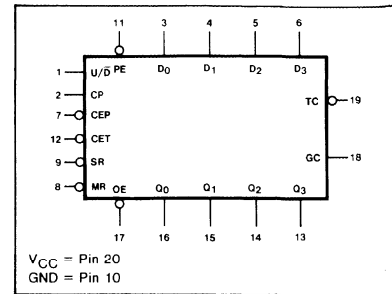 11 3 4 5 6
1 U/D̅ PE D0 D1 D2 D3
2 CP
7 CEP TC 19
12 CET
9 SR GC 18
8 MR OE Q0 Q1 Q2 Q3
17 16 15 14 13
VCC = Pin 20
GND = Pin 10